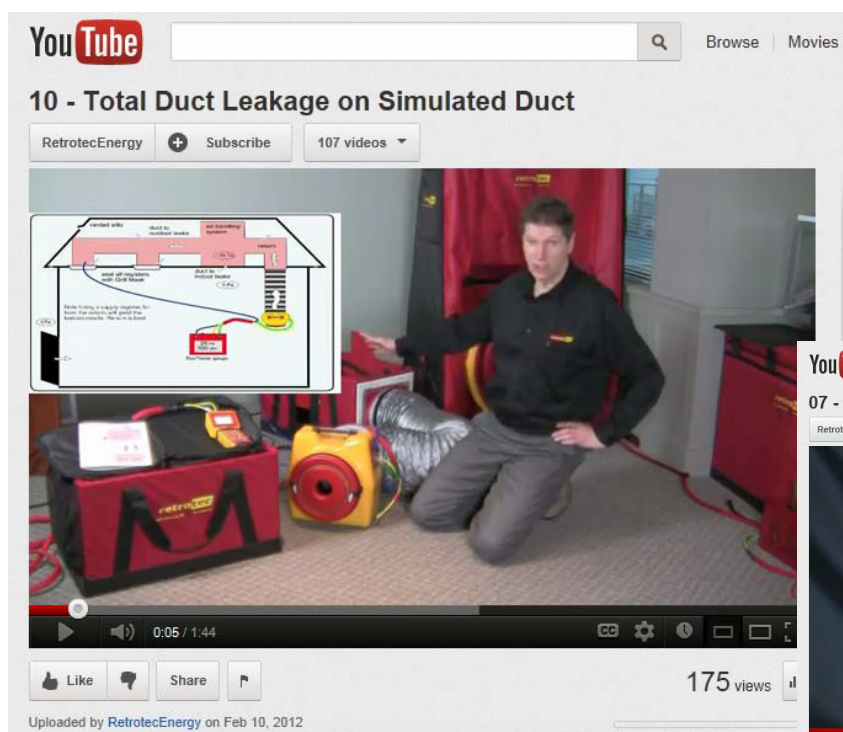 YouTube
Browse
Movies
10 - Total Duct Leakage on Simulated Duct
RetrotecEnergy
Subscribe
107 videos
retrotec
vented attic
duct to outdoor leaks
air handling system
return
seal all registers with Grill Mask
duct to indoor leaks
retrotec
0:05 / 1:44
CC
Like
Share
175 views
Uploaded by RetrotecEnergy on Feb 10, 2012
You
07 -
Retrot